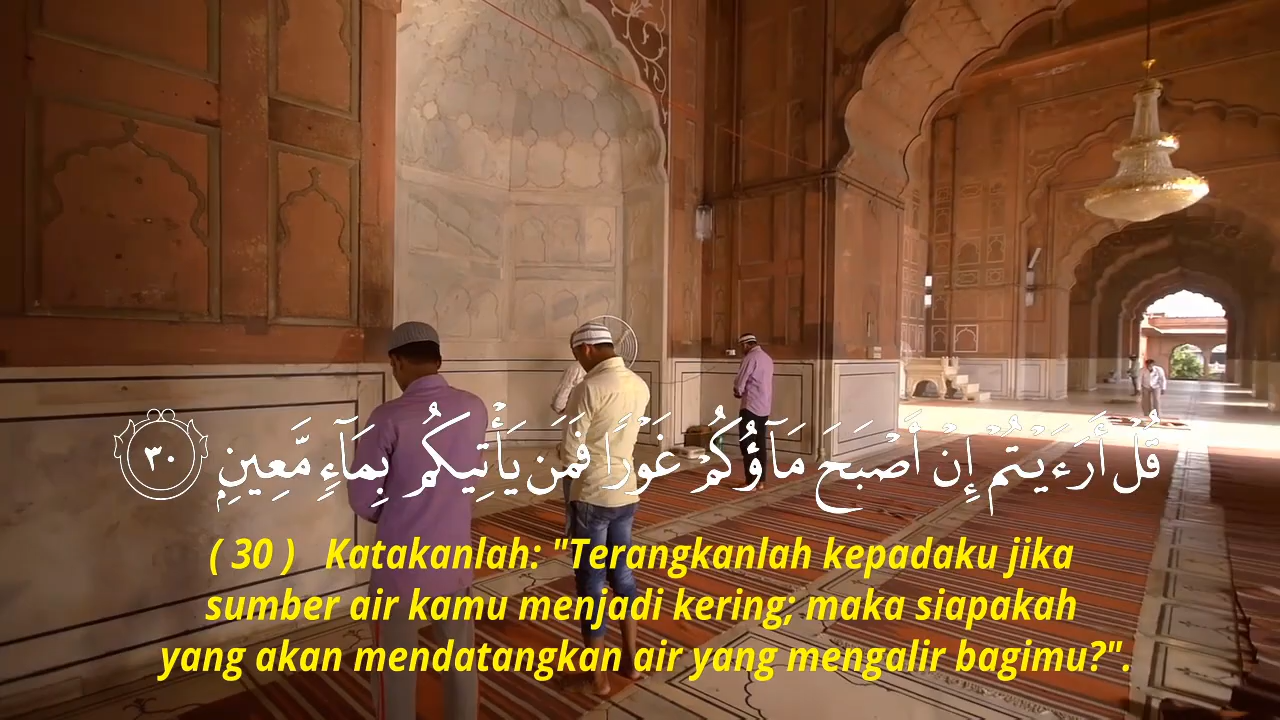 قُلْ أَرَءَيْتُمْ إِنْ أَصْبَحَ مَآؤُكُمْ غَوْرًا فَمَن يَأْتِيكُم بِمَآءٍ مَّعِينٍۭ ٣٠
( 30 ) Katakanlah: "Terangkanlah kepadaku jika
sumber air kamu menjadi kering; maka siapakah
yang akan mendatangkan air yang mengalir bagimu?".